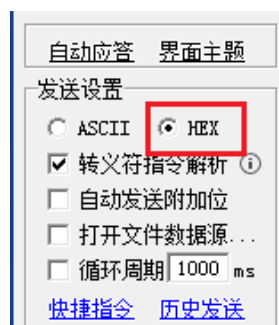 自动应答 界面主题
发送设置
ASCII HEX
转义符指令解析
自动发送附加位
打开文件数据源...
循环周期 1000 ms
快捷指令 历史发送